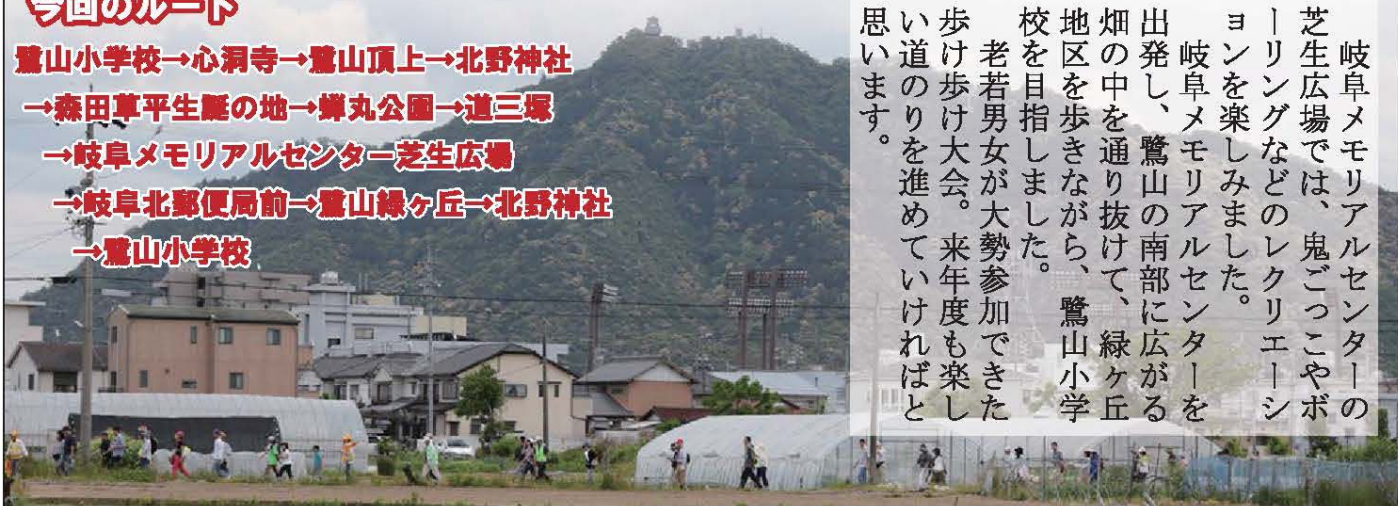 今回のルート
鷺山小学校→心洞寺→鷺山頂上→北野神社
→森田草平生誕の地→蝉丸公園→道三塚
→岐阜メモリアルセンター芝生広場
→岐阜北郵便局前→鷺山緑ヶ丘→北野神社
→鷺山小学校
岐阜メモリアルセンターの
芝生広場では、鬼ごっこやボ
ーリングなどのレクリエーシ
ョンを楽しみました。
岐阜メモリアルセンターを
出発し、鷺山の南部に広がる
畑の中を通り抜けて、緑ヶ丘
地区を歩きながら、鷺山小学
校を目指しました。
老若男女が大勢参加できた
歩け歩け大会。来年度も楽し
い道のりを進めていければと
思います。